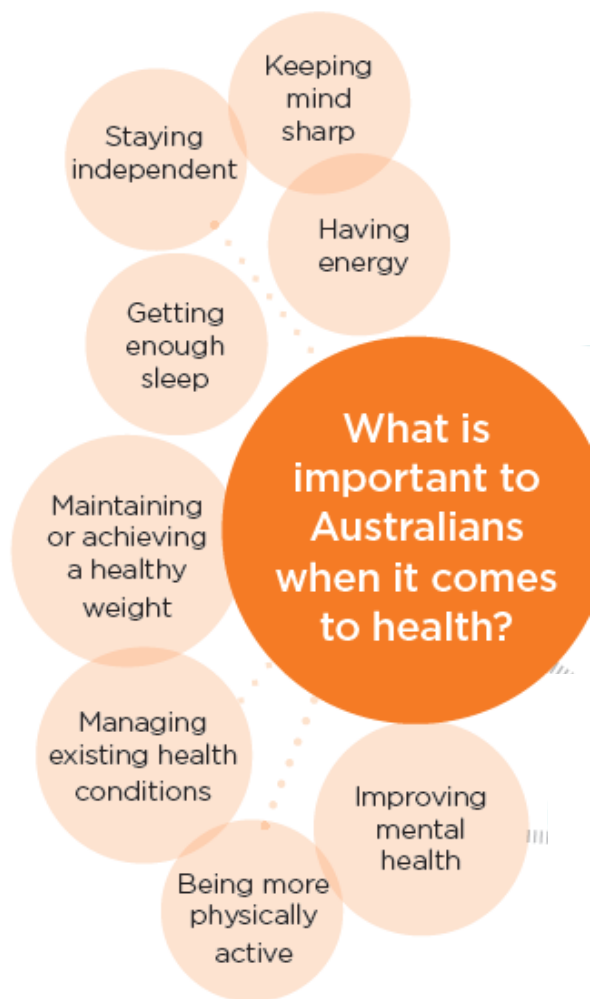 Keeping
mind
sharp
Staying
independent
Having
energy
Getting
enough
sleep
What is
important to
Australians
when it comes
to health?
Maintaining
or achieving
a healthy
weight
Managing
existing health
conditions
Improving
mental
health
Being more
physically
active